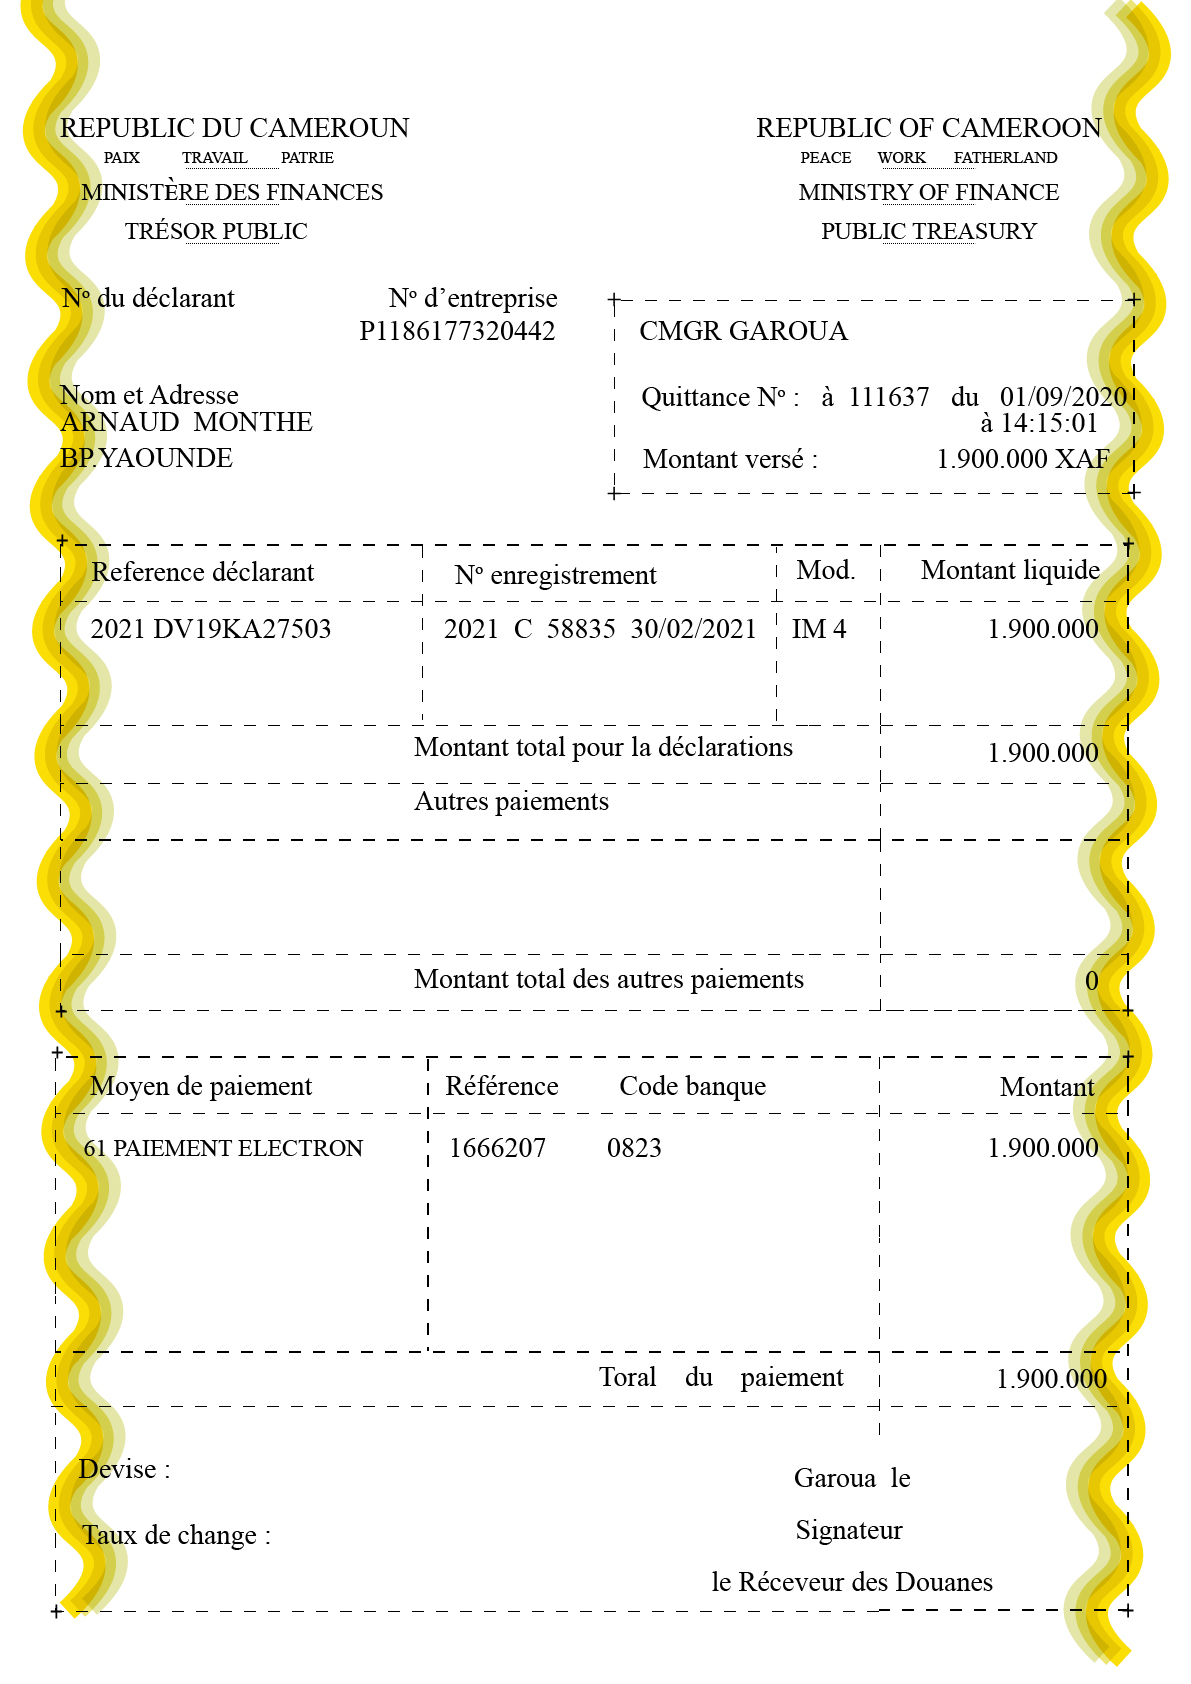 REPUBLIC DU CAMEROUN
PAIX TRAVAIL PATRIE
MINISTÈRE DES FINANCES
TRÉSOR PUBLIC
REPUBLIC OF CAMEROON
PEACE WORK FATHERLAND
MINISTRY OF FINANCE
PUBLIC TREASURY
Nº du déclarant Nº d’entreprise
P1186177320442
Nom et Adresse
ARNAUD MONTHE
BP.YAOUNDE
CMGR GAROUA
Quittance Nº : à 111637 du 01/09/2020
à 14:15:01
Montant versé : 1.900.000 XAF
Reference déclarant Nº enregistrement Mod. Montant liquide
2021 DV19KA27503 2021 C 58835 30/02/2021 IM 4 1.900.000
Montant total pour la déclarations 1.900.000
Autres paiements
Montant total des autres paiements 0
Moyen de paiement Référence Code banque Montant
61 PAIEMENT ELECTRON 1666207 0823 1.900.000
Toral du paiement 1.900.000
Devise :
Taux de change :
Garoua le
Signateur
le Réceveur des Douanes